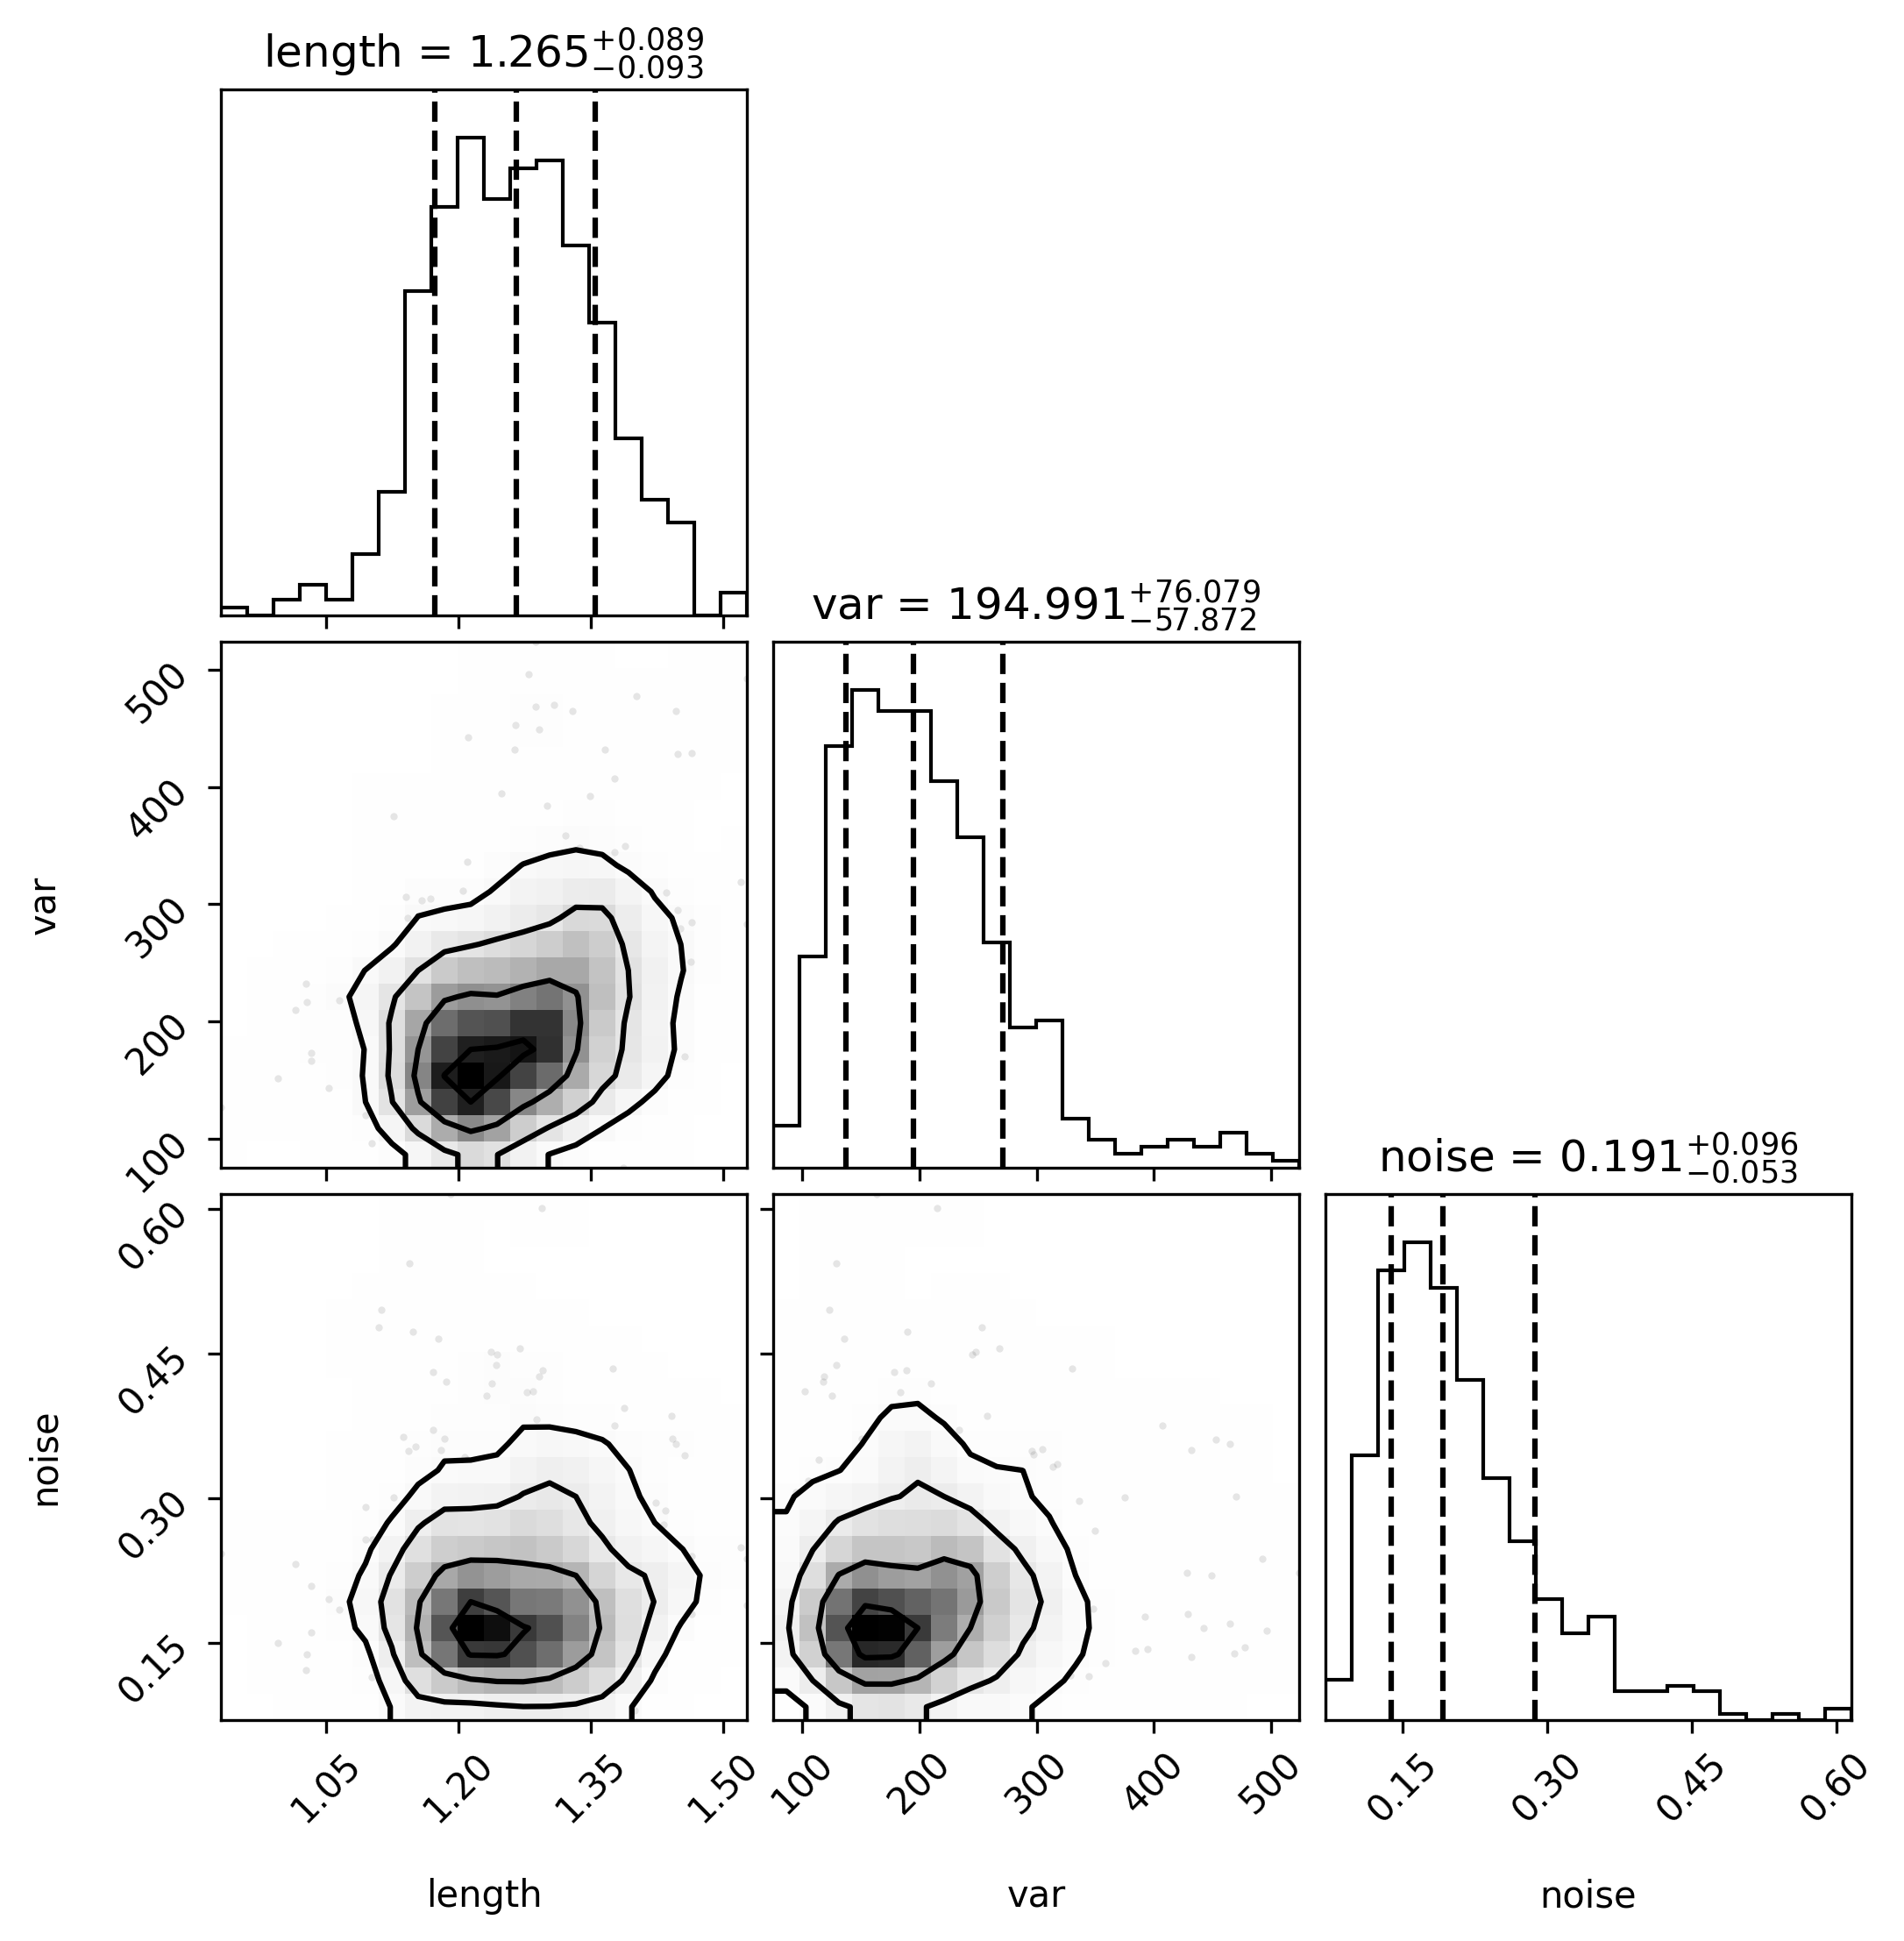 length = 1.265 +0.089 −0.093
var = 194.991 +76.079 −57.872
500
400
300
200
100
var
noise = 0.191 +0.096 −0.053
0.60
0.45
0.30
0.15
noise
1.05 1.20 1.35 1.50 100 200 300 400 500 0.15 0.30 0.45 0.60
length var noise